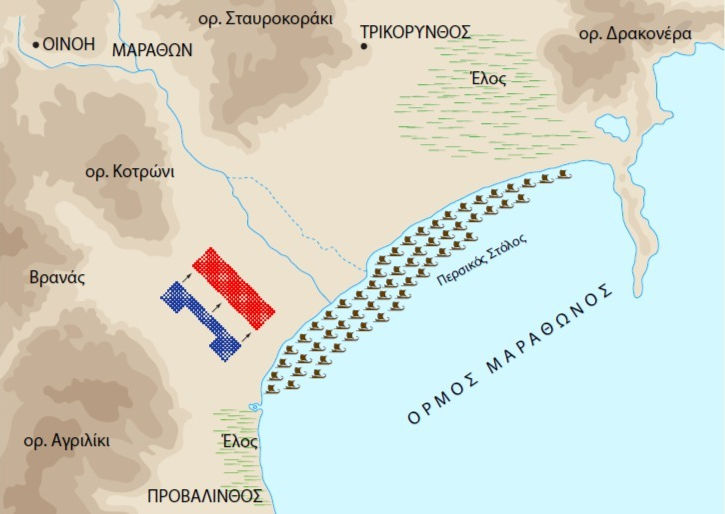 ορ. Σταυροκοράκι
ΤΡΙΚΟΡΥΝΘΟΣ
ορ. Δρακονέρα
ΟΙΝΟΗ
ΜΑΡΑΘΩΝ
Έλος
ορ. Κοτρώνι
Βρανάς
Περσικός Στόλος
ΟΡΜΟΣ ΜΑΡΑΘΩΝΟΣ
ορ. Αγριλίκι
Έλος
ΠΡΟΒΑΛΙΝΘΟΣ